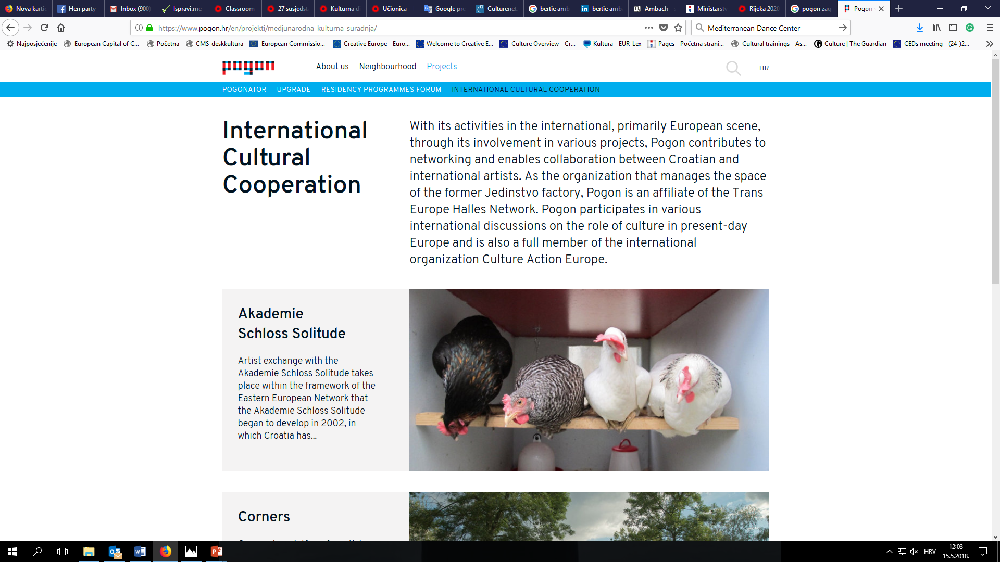 Nova kartic
Hen party
Inbox (900)
Ispravi.me
Classroom
27 susjedst
Kulturna d
Učionica –
Google pre
Culturenet
bertie amb
bertie amb
Ambach -
Ministarstv
Rijeka 2020
pogon zag
Pogon
https://www.pogon.hr/en/projekti/medjunarodna-kulturna-suradnja/
Mediterranean Dance Center
Najposjećenije
European Capital of C...
Početna
CMS-deskkultura
European Commissio...
Creative Europe - Euro...
Welcome to Creative E...
Culture Overview - Cr...
Kultura - EUR-Lex
Pages - Početna strani...
Cultural trainings - As...
Culture | The Guardian
CEDs meeting - (24-)2...
pogon
About us
Neighbourhood
Projects
HR
POGONATOR
UPGRADE
RESIDENCY PROGRAMMES FORUM
INTERNATIONAL CULTURAL COOPERATION
International
Cultural
Cooperation
With its activities in the international, primarily European scene,
through its involvement in various projects, Pogon contributes to
networking and enables collaboration between Croatian and
international artists. As the organization that manages the space
of the former Jedinstvo factory, Pogon is an affiliate of the Trans
Europe Halles Network. Pogon participates in various
international discussions on the role of culture in present-day
Europe and is also a full member of the international
organization Culture Action Europe.
Akademie
Schloss Solitude
Artist exchange with the
Akademie Schloss Solitude takes
place within the framework of the
Eastern European Network that
the Akademie Schloss Solitude
began to develop in 2002, in
which Croatia has...
Corners
HRV
12:03
15.5.2018.